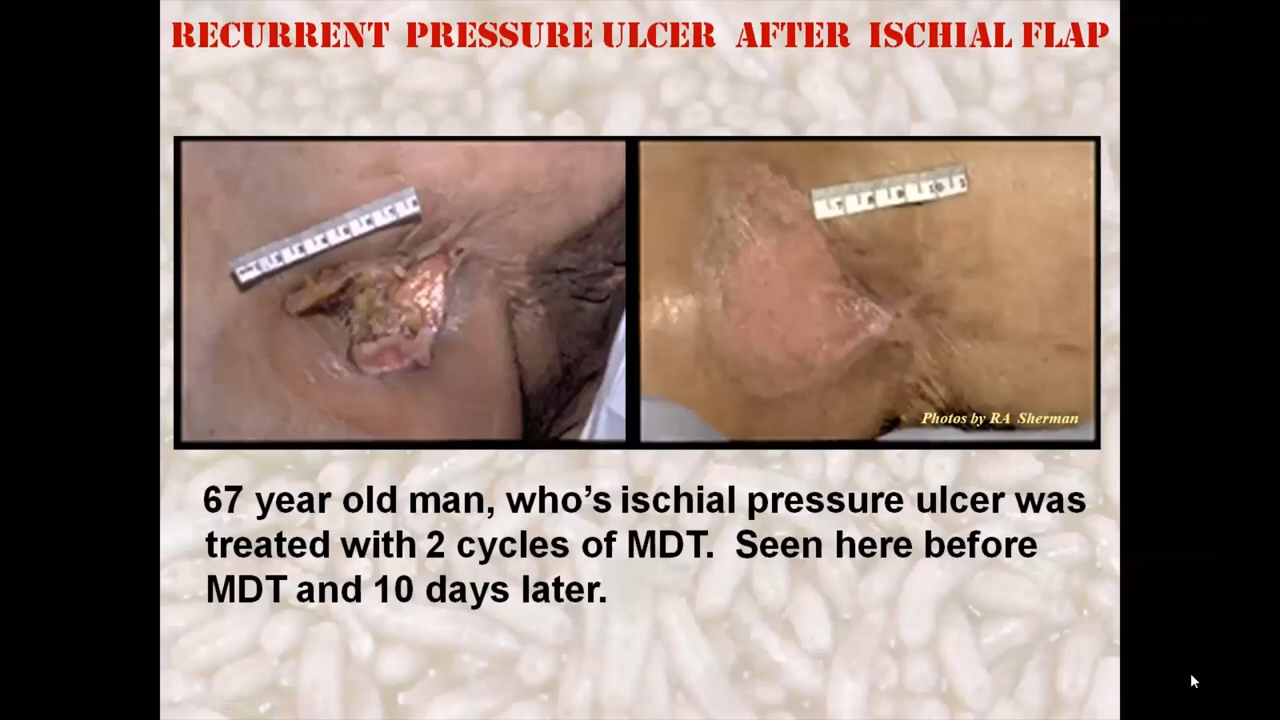 RECURRENT PRESSURE ULCER AFTER ISCHIAL FLAP
Photos by RA Sherman
67 year old man, who's ischial pressure ulcer was
treated with 2 cycles of MDT. Seen here before
MDT and 10 days later.